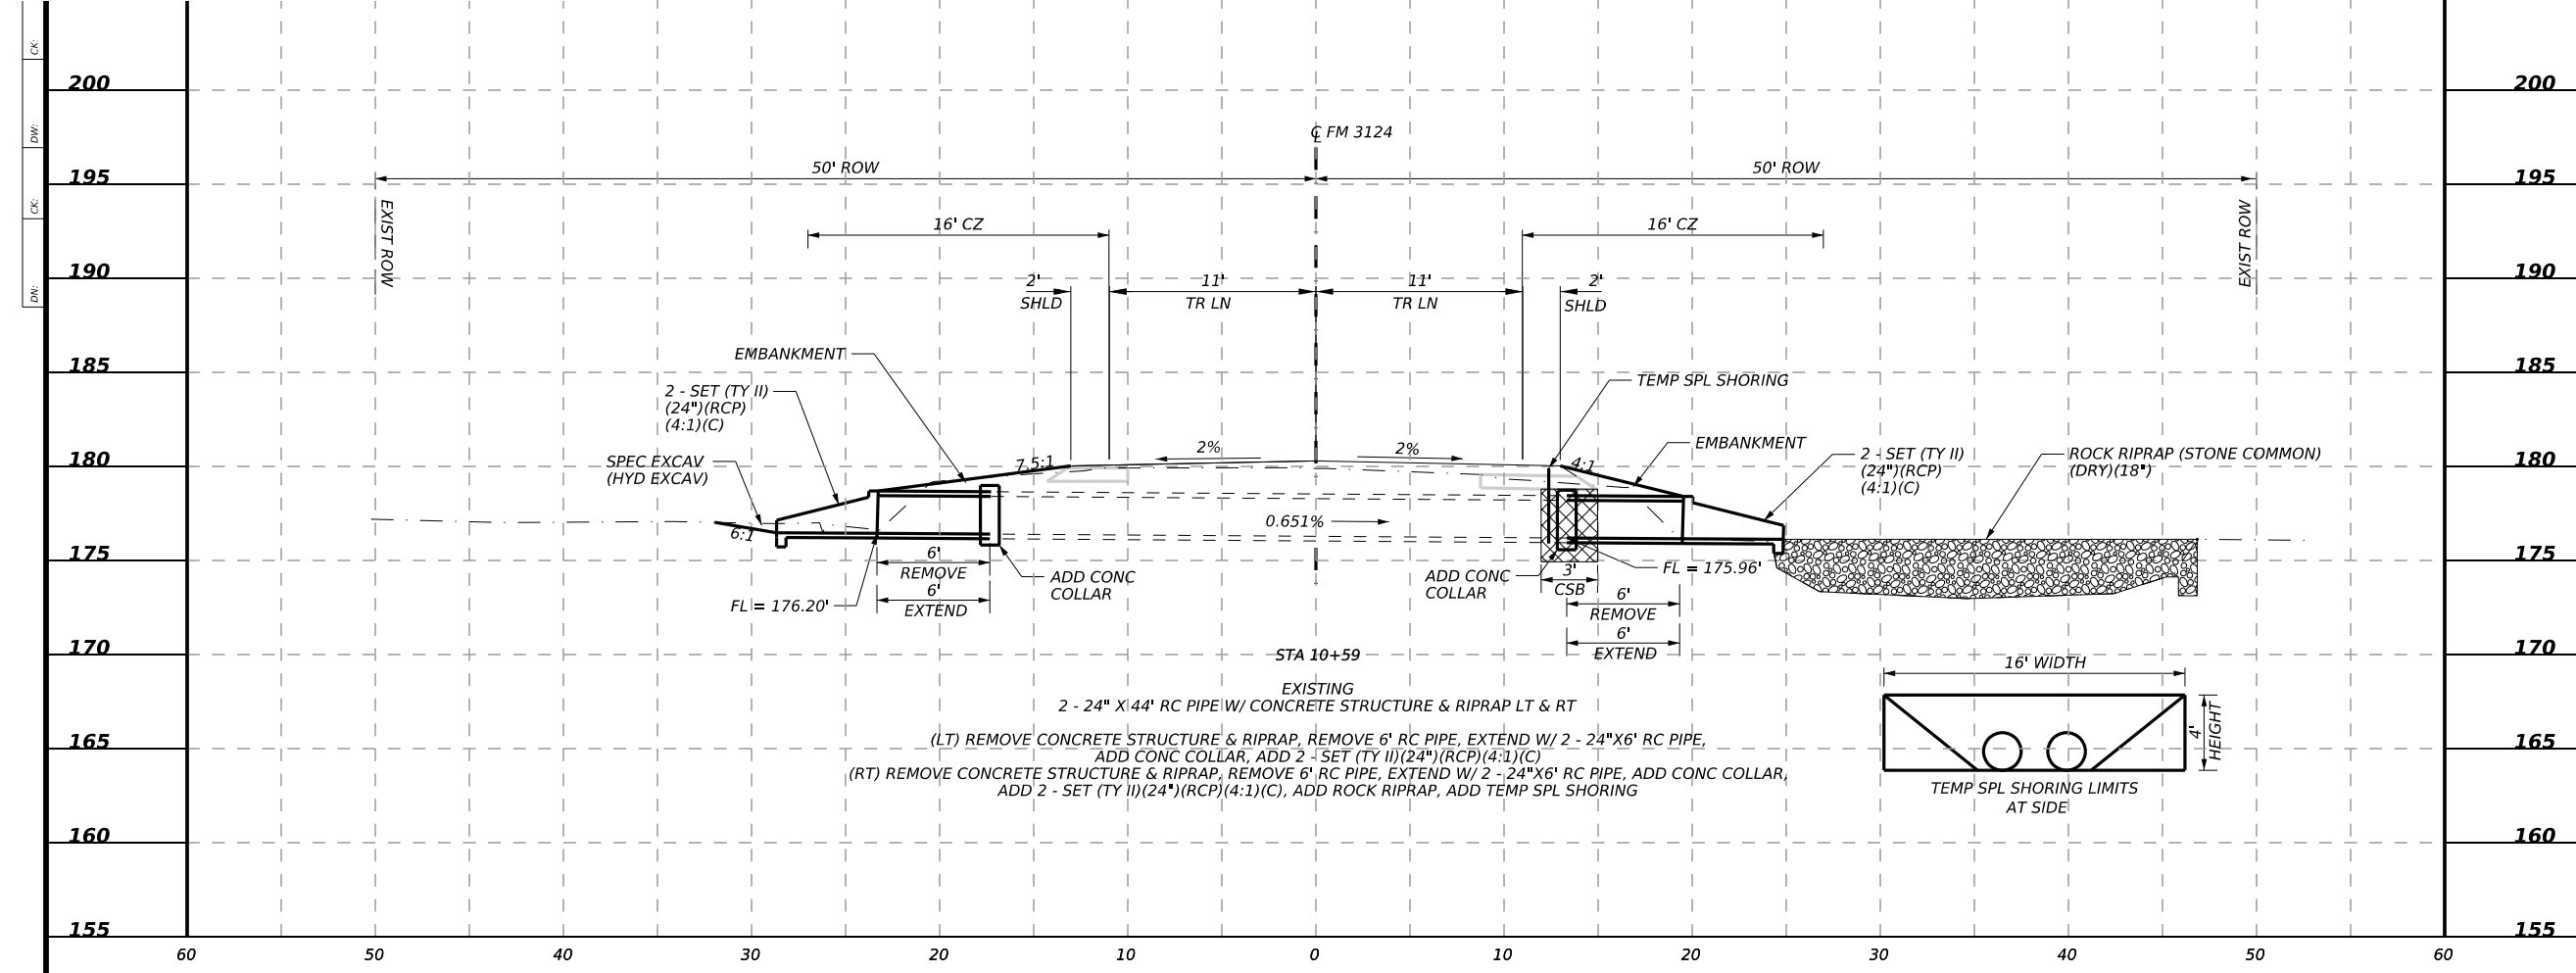 CK:
DW:
CK:
DN:
200
200
195
195
190
190
185
185
180
180
175
175
170
170
165
165
160
160
155
155
60
50
40
30
20
10
0
10
20
30
40
50
60
℄ FM 3124
50' ROW
50' ROW
EXIST ROW
EXIST ROW
16' CZ
16' CZ
2'
SHLD
11'
TR LN
11'
TR LN
2'
SHLD
EMBANKMENT
2 - SET (TY II)
(24")(RCP)
(4:1)(C)
SPEC EXCAV
(HYD EXCAV)
7.5:1
2%
2%
4:1
TEMP SPL SHORING
EMBANKMENT
2 - SET (TY II)
(24")(RCP)
(4:1)(C)
ROCK RIPRAP (STONE COMMON)
(DRY)(18")
6:1
0.651%
6'
REMOVE
6'
EXTEND
FL = 176.20'
ADD CONC
COLLAR
ADD CONC
COLLAR
3'
CSB
FL = 175.96'
6'
REMOVE
6'
EXTEND
STA 10+59
EXISTING
2 - 24" X 44' RC PIPE W/ CONCRETE STRUCTURE & RIPRAP LT & RT
(LT) REMOVE CONCRETE STRUCTURE & RIPRAP, REMOVE 6' RC PIPE, EXTEND W/ 2 - 24"X6' RC PIPE,
ADD CONC COLLAR, ADD 2 - SET (TY II)(24")(RCP)(4:1)(C)
(RT) REMOVE CONCRETE STRUCTURE & RIPRAP, REMOVE 6' RC PIPE, EXTEND W/ 2 - 24"X6' RC PIPE, ADD CONC COLLAR,
ADD 2 - SET (TY II)(24")(RCP)(4:1)(C), ADD ROCK RIPRAP, ADD TEMP SPL SHORING
16' WIDTH
4'
HEIGHT
TEMP SPL SHORING LIMITS
AT SIDE